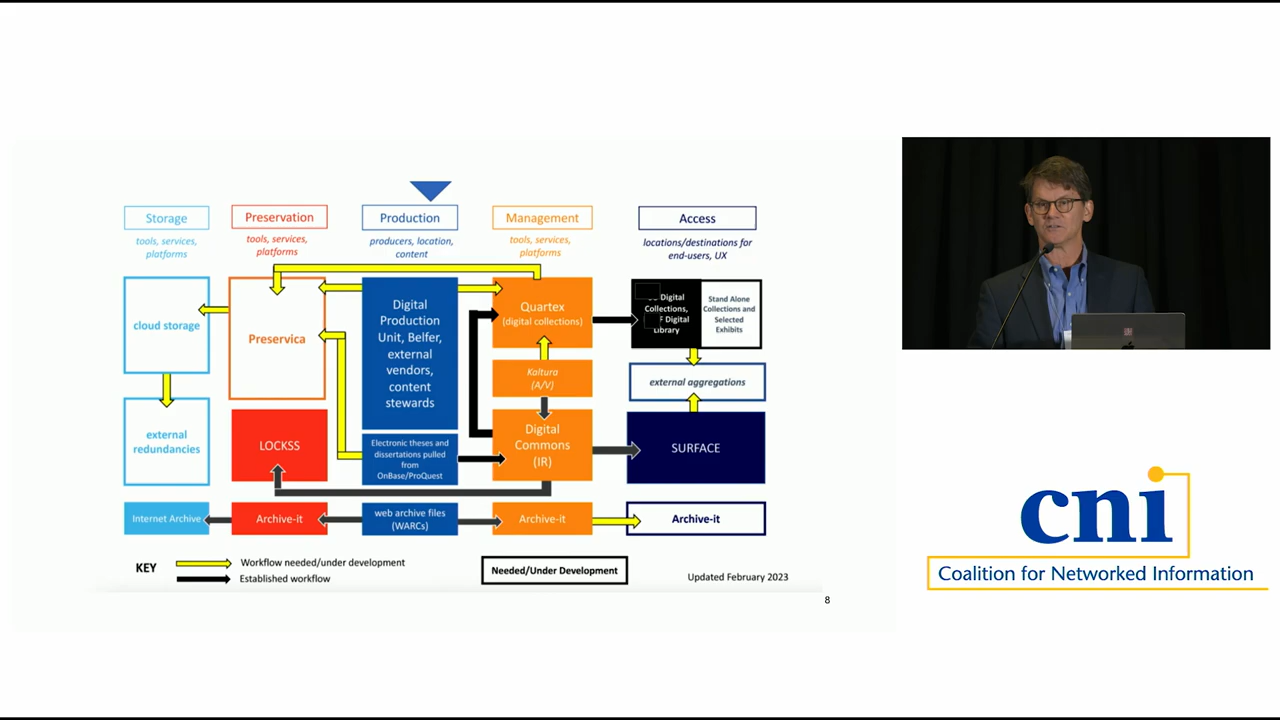 Storage
tools, services,
platforms
Preservation
tools, services,
platforms
Production
producers, location,
content
Management
tools, services,
platforms
Access
locations/destinations for
end-users, UX
cloud storage
external
redundancies
Internet Archive
Preservica
LOCKSS
Archive-it
Digital
Production
Unit, Belfer,
external
vendors,
content
stewards
Electronic theses and
dissertations pulled
from
OnBase/ProQuest
web archive files
(WARCs)
Quartex
(digital collections)
Kaltura
(A/V)
Digital
Commons
(IR)
Archive-it
Digital
Collections,
Digital
Library
Stand Alone
Collections and
Selected
Exhibits
external aggregations
SURFACE
Archive-it
KEY
Workflow needed/under development
Established workflow
Needed/Under Development
Updated February 2023
8
cni
Coalition for Networked Information